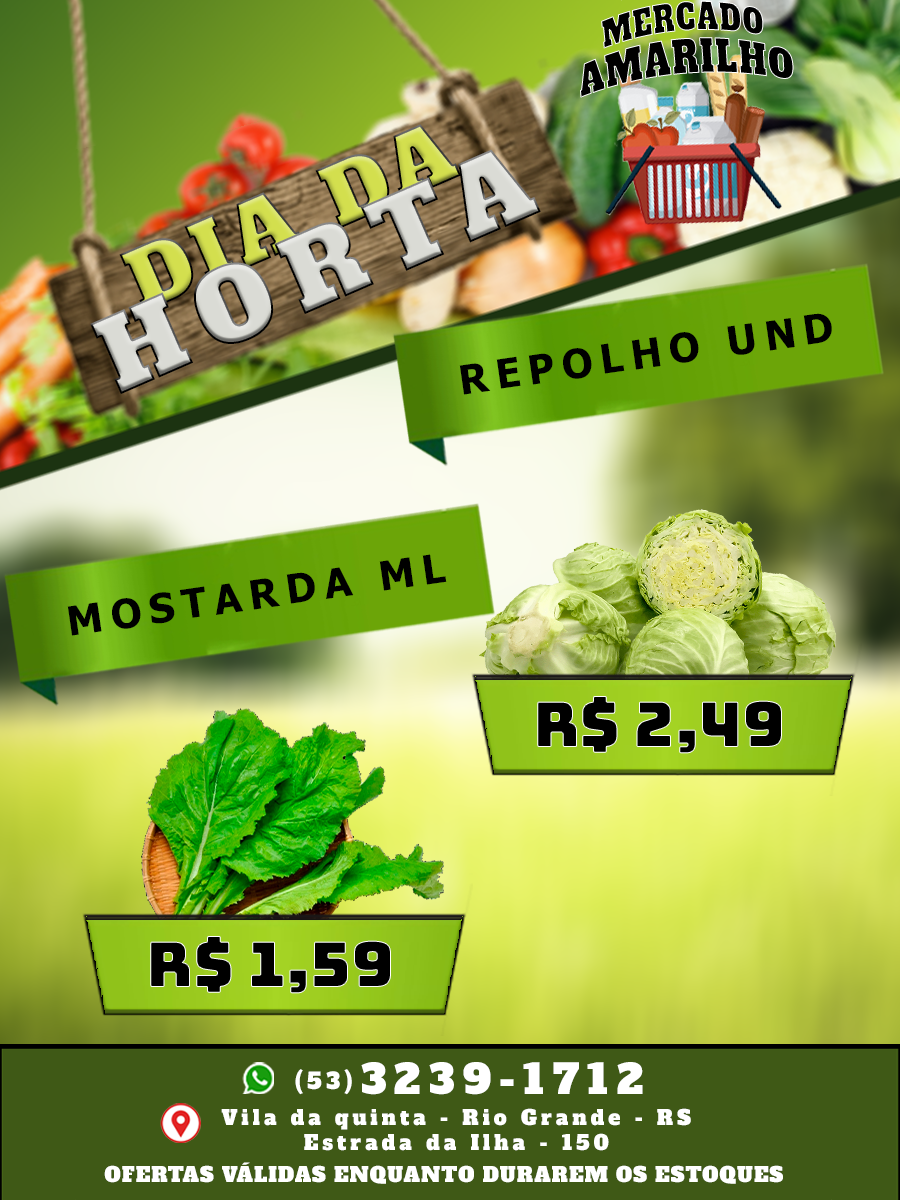 MERCADO
AMARILHO
DIA DA
HORTA
REPOLHO UND
MOSTARDA ML
R$ 2,49
R$ 1,59
(53) 3239-1712
Vila da quinta - Rio Grande - RS
Estrada da Ilha - 150
OFERTAS VÁLIDAS ENQUANTO DURAREM OS ESTOQUES